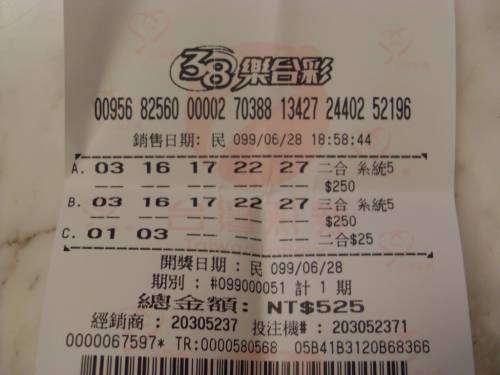 38樂合彩
00956 82560 00002 70388 13427 24402 52196
銷售日期: 民 099/06/28 18:58:44
A. 03 16 17 22 27 二合 系統5
-- -- -- -- -- $250
B. 03 16 17 22 27 三合 系統5
-- -- -- -- -- $250
C. 01 03 -- -- -- 二合$25
開獎日期 : 民 099/06/28
期別 : #099000051 計 1 期
總金額: NT$525
經銷商 : 20305237 投注機# : 203052371
0000067597* TR:0000580568 05B41B3120B68366